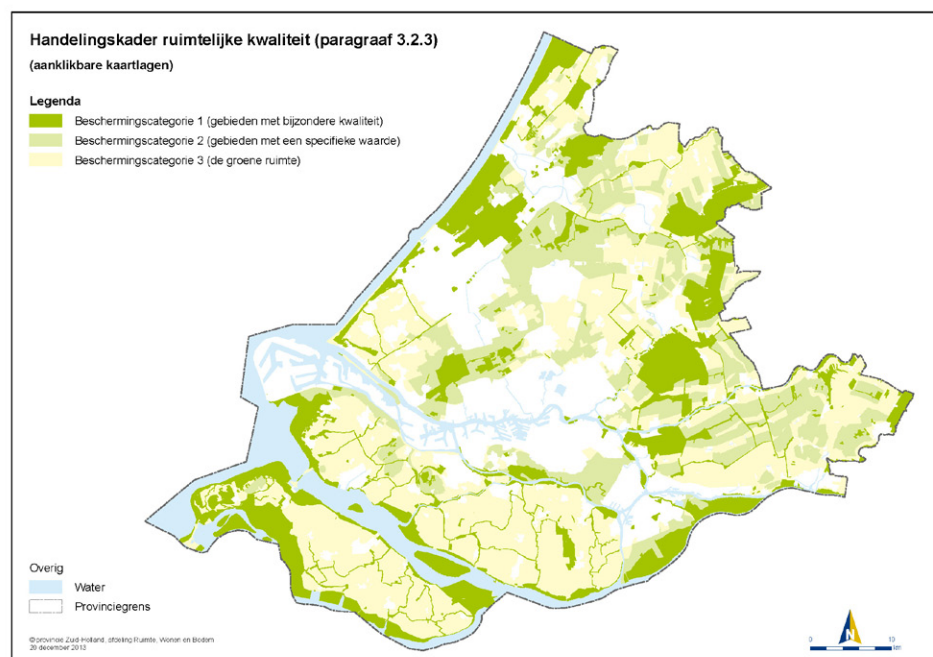 Handelingskader ruimtelijke kwaliteit (paragraaf 3.2.3)
(aanklikbare kaartlagen)
Legenda
Beschermingscategorie 1 (gebieden met bijzondere kwaliteit)
Beschermingscategorie 2 (gebieden met een specifieke waarde)
Beschermingscategorie 3 (de groene ruimte)
Overig
Water
Provinciegrens
©provincie Zuid-Holland, afdeling Ruimte, Wonen en Bodem
20 december 2013
N
0 10
km